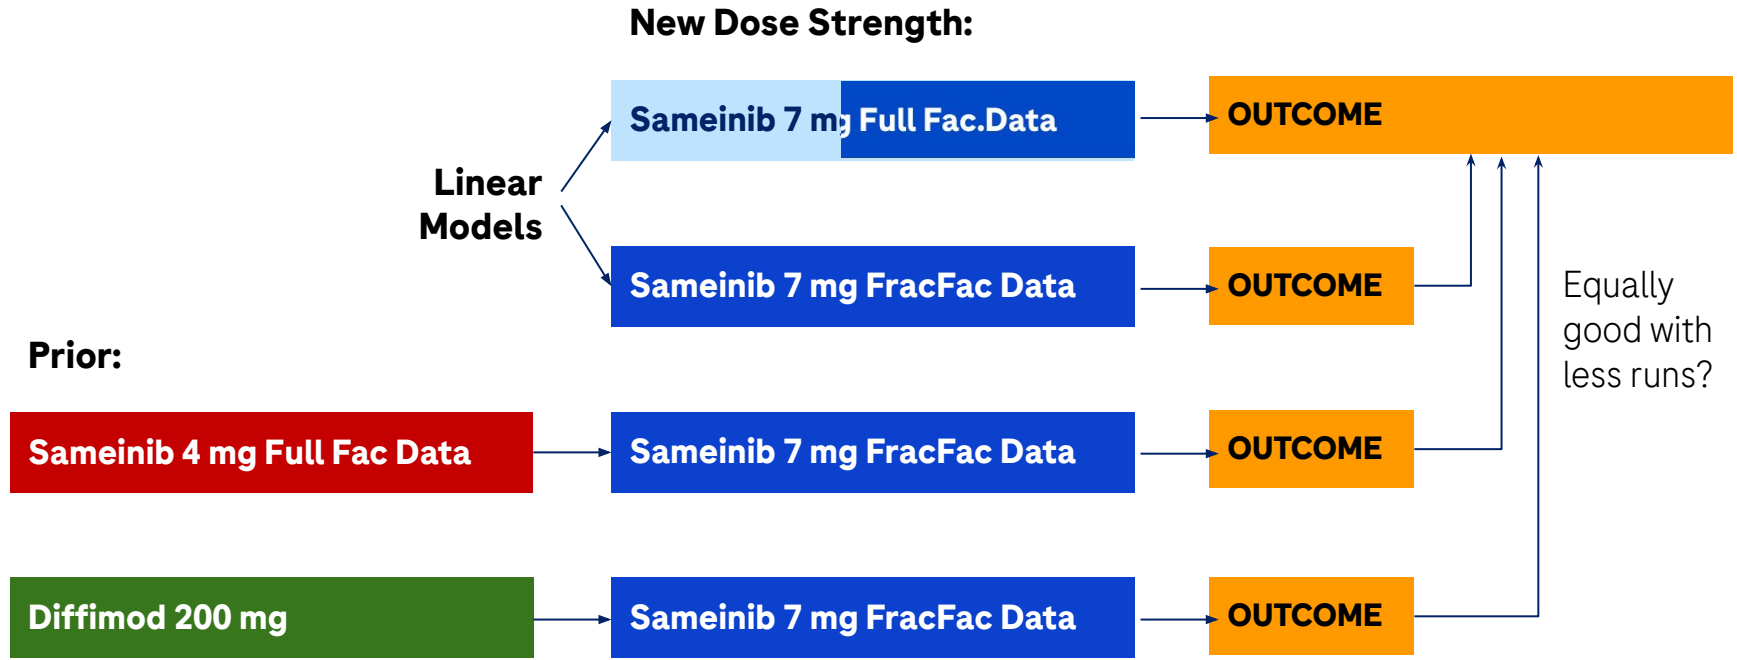 New Dose Strength:
Sameinib 7 mg Full Fac.Data
OUTCOME
Linear
Models
Sameinib 7 mg FracFac Data
OUTCOME
Equally
good with
less runs?
Prior:
Sameinib 4 mg Full Fac Data
Sameinib 7 mg FracFac Data
OUTCOME
Diffimod 200 mg
Sameinib 7 mg FracFac Data
OUTCOME